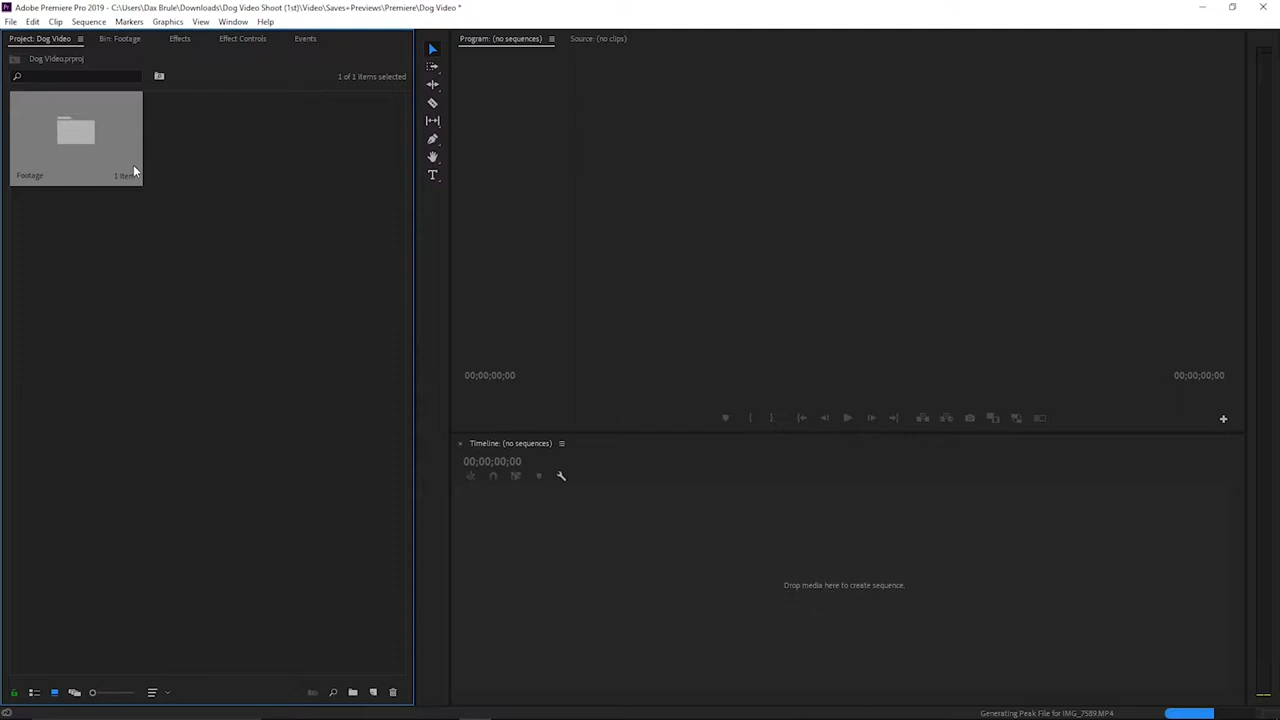 Adobe Premiere Pro 2019 - C:\Users\Dax Brule\Downloads\Dog Video Shoot (1st)\Video\Saves+Previews\Premiere\Dog Video *
File Edit Clip Sequence Markers Graphics View Window Help
Project: Dog Video Bin: Footage Effects Effect Controls Events Program: (no sequences) Source: (no clips)
Dog Video.prproj
1 of 1 items selected
Footage 1 Item
00;00;00;00 00;00;00;00
Timeline: (no sequences)
00;00;00;00
Drop media here to create sequence.
Generating Peak File for IMG_7589.MP4